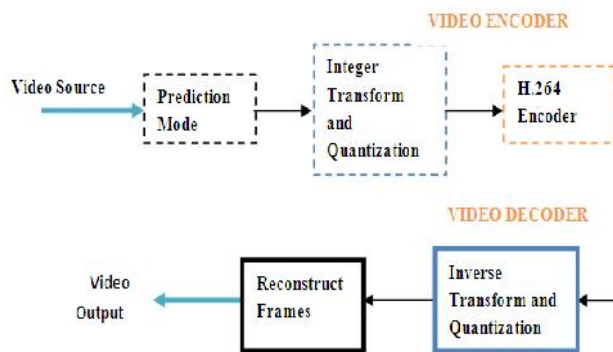 VIDEO ENCODER
Video Source
Prediction
Mode
Integer
Transform
and
Quantization
H.264
Encoder
VIDEO DECODER
Video
Output
Reconstruct
Frames
Inverse
Transform and
Quantization